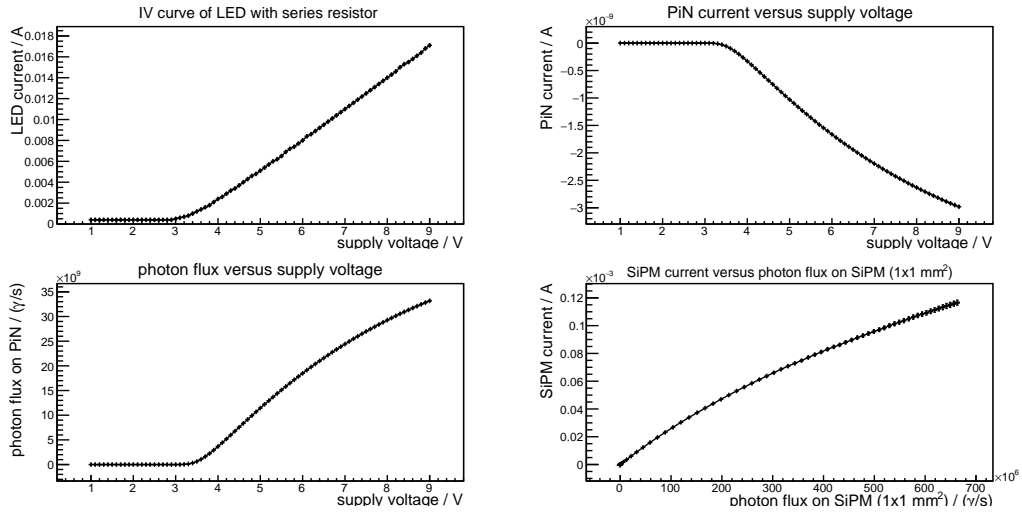 IV curve of LED with series resistor
LED current / A
0.018
0.016
0.014
0.012
0.01
0.008
0.006
0.004
0.002
0
1 2 3 4 5 6 7 8 9
supply voltage / V
PiN current versus supply voltage
×10⁻⁹
PiN current / A
0
−0.5
−1
−1.5
−2
−2.5
−3
1 2 3 4 5 6 7 8 9
supply voltage / V
photon flux versus supply voltage
×10⁹
photon flux on PiN / (γ/s)
35
30
25
20
15
10
5
0
1 2 3 4 5 6 7 8 9
supply voltage / V
SiPM current versus photon flux on SiPM (1x1 mm²)
×10⁻³
SiPM current / A
0.12
0.1
0.08
0.06
0.04
0.02
0
0 100 200 300 400 500 600 700
×10⁶
photon flux on SiPM (1x1 mm²) / (γ/s)